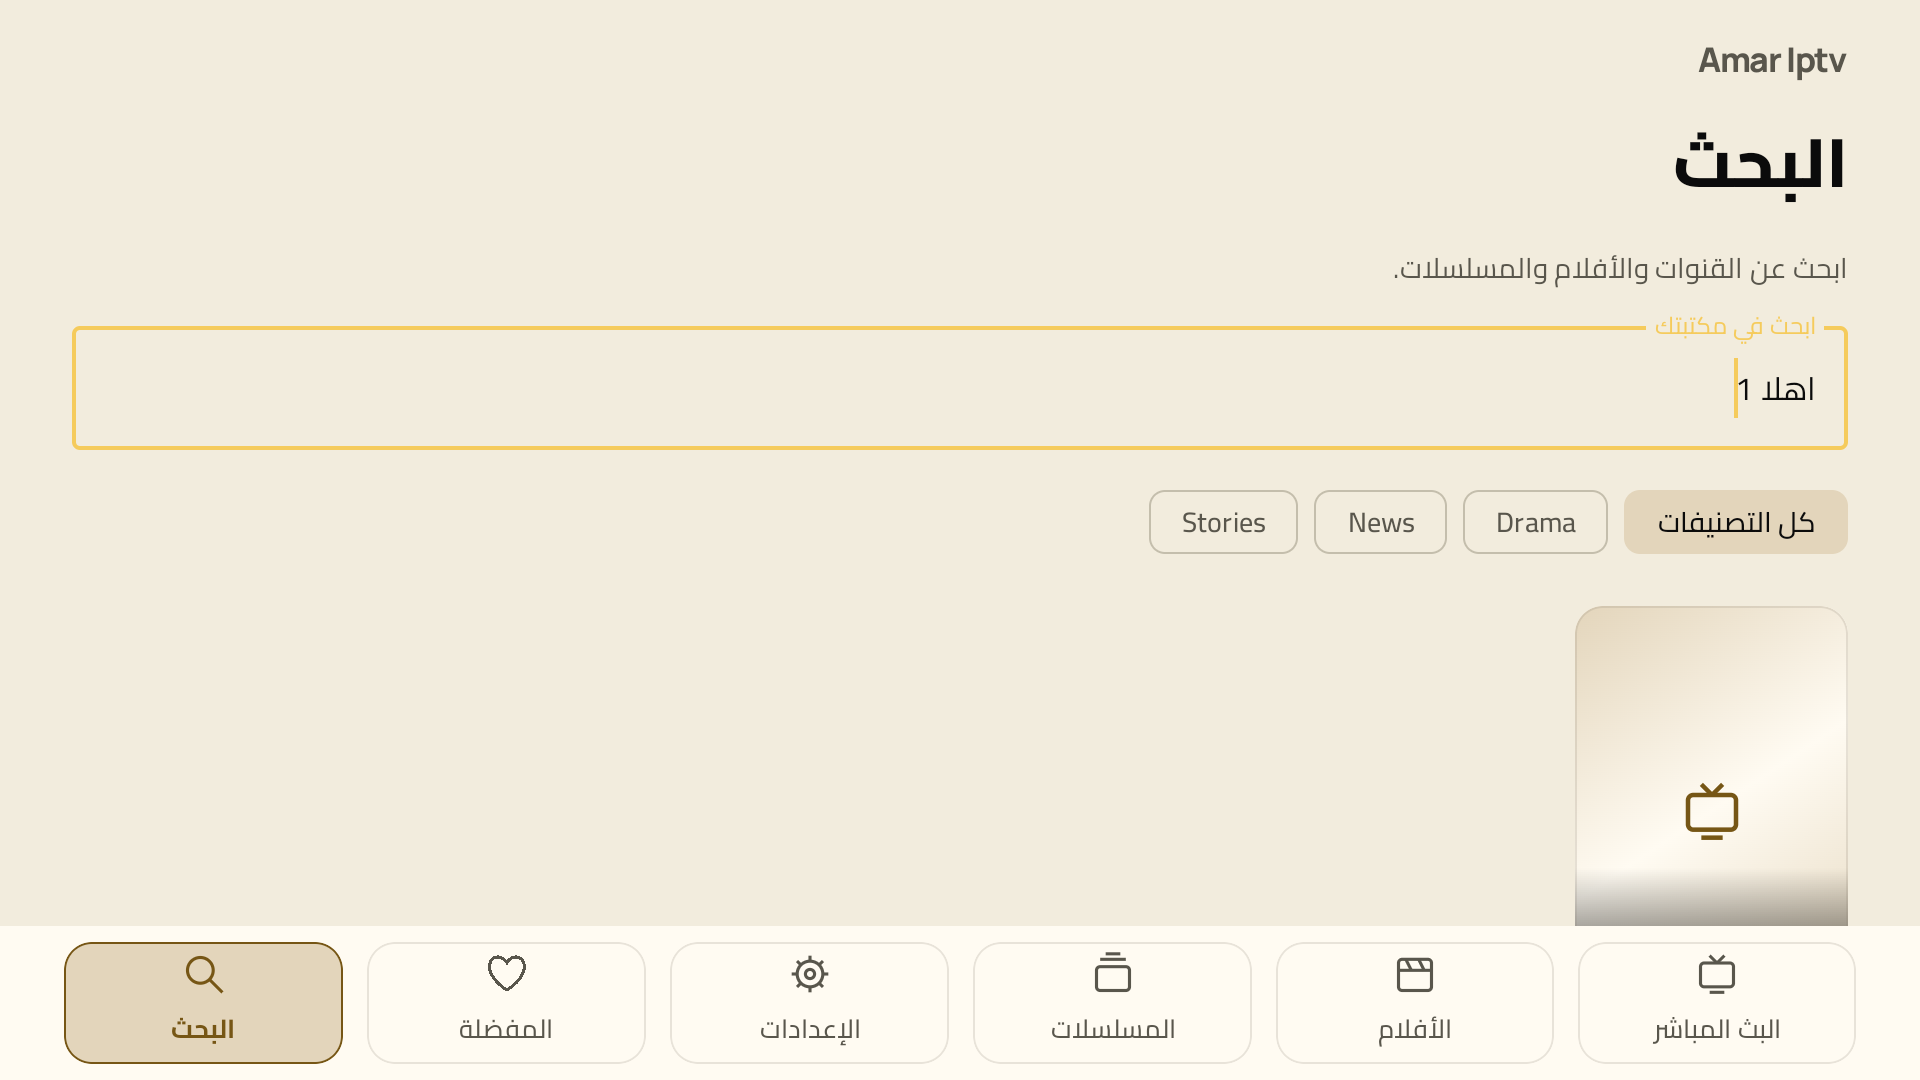 Amar Iptv
البحث
ابحث عن القنوات والأفلام والمسلسلات.
ابحث في مكتبتك
اهلا 1
كل التصنيفات
Drama
News
Stories
البث المباشر
الأفلام
المسلسلات
الإعدادات
المفضلة
البحث